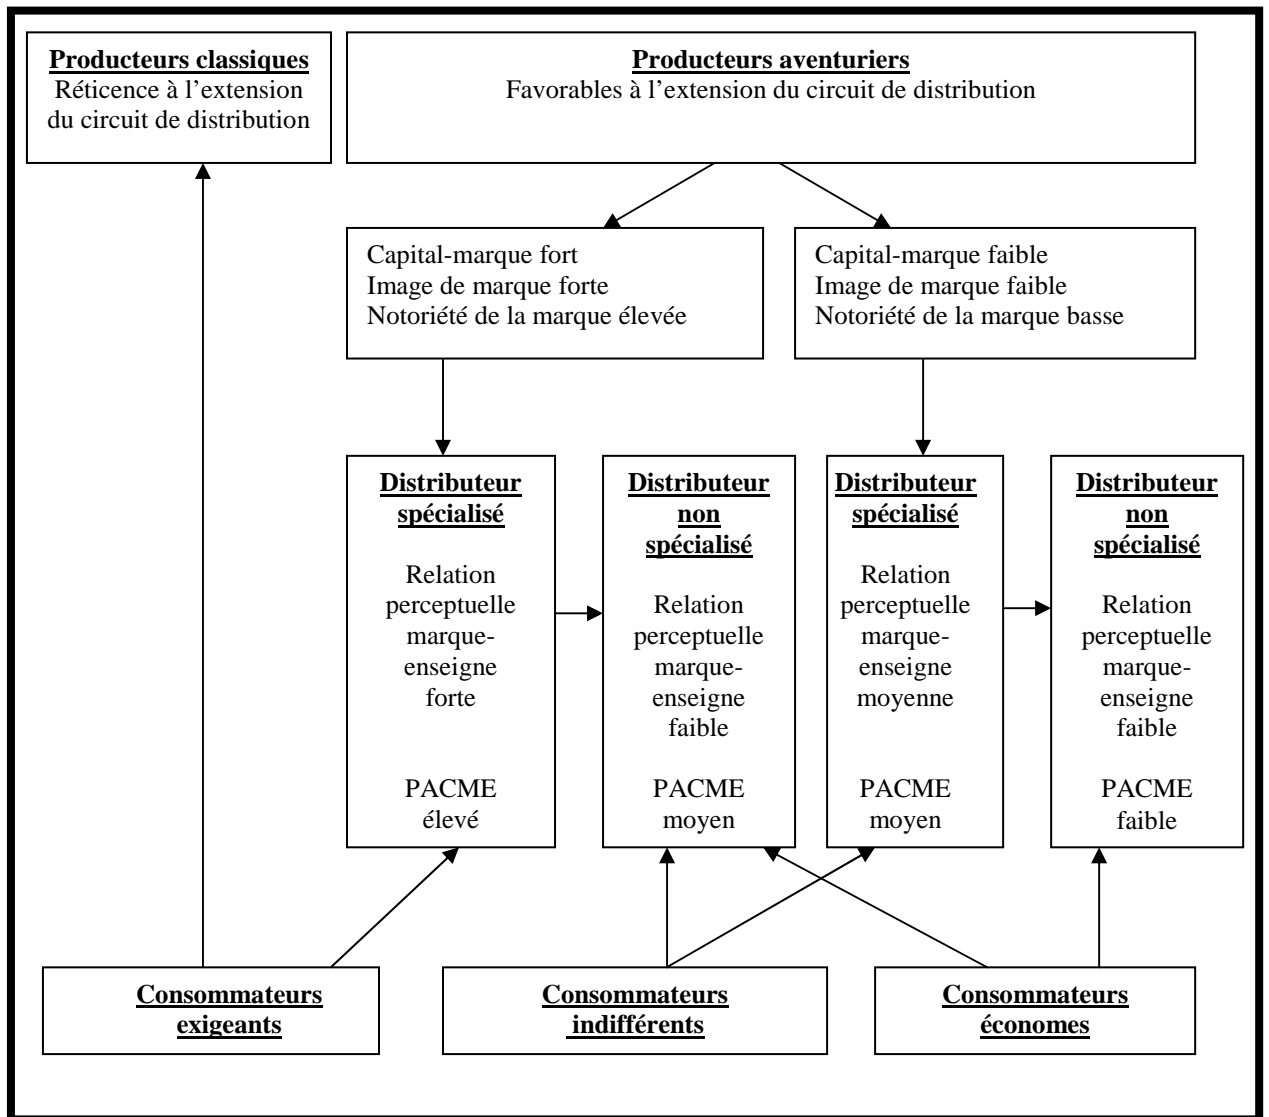 Producteurs classiques
Réticence à l'extension
du circuit de distribution
Producteurs aventuriers
Favorables à l'extension du circuit de distribution
Capital-marque fort
Image de marque forte
Notoriété de la marque élevée
Capital-marque faible
Image de marque faible
Notoriété de la marque basse
Distributeur
spécialisé
Relation
perceptuelle
marque-
enseigne
forte
PACME
élevé
Distributeur
non
spécialisé
Relation
perceptuelle
marque-
enseigne
faible
PACME
moyen
Distributeur
spécialisé
Relation
perceptuelle
marque-
enseigne
moyenne
PACME
moyen
Distributeur
non
spécialisé
Relation
perceptuelle
marque-
enseigne
faible
PACME
faible
Consommateurs
exigeants
Consommateurs
indifférents
Consommateurs
économes